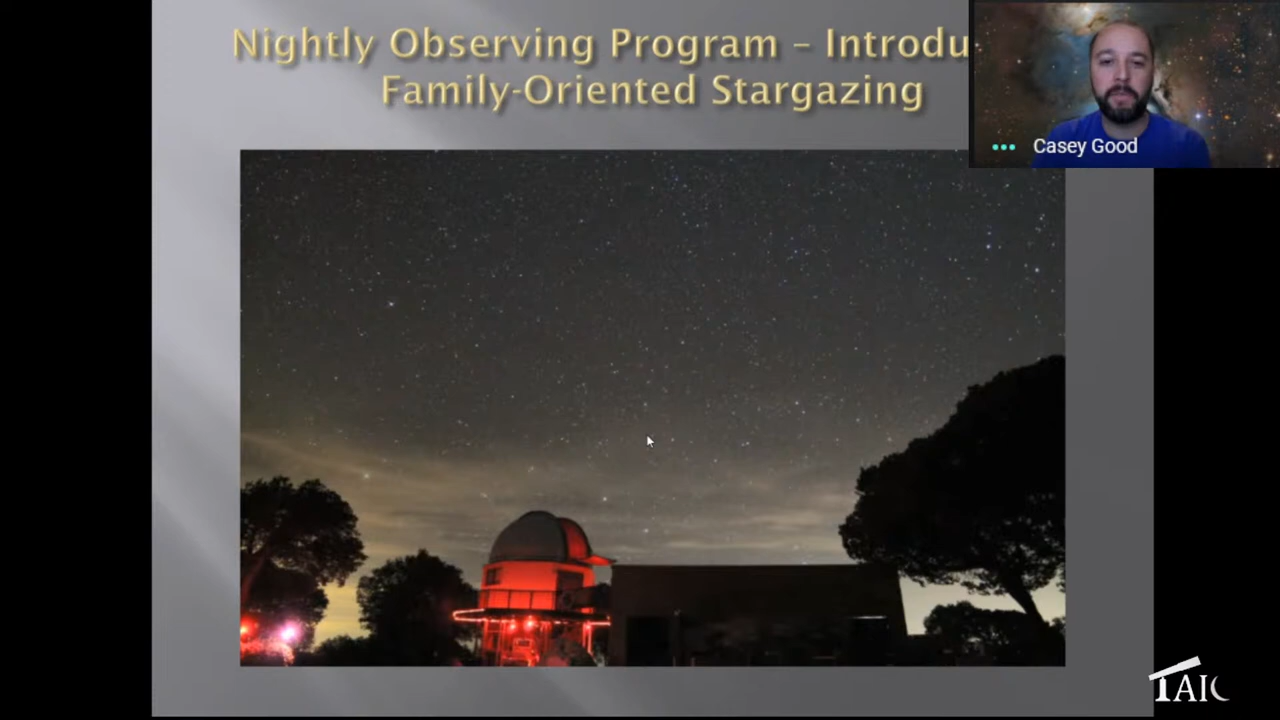 Nightly Observing Program – Introdu
Family-Oriented Stargazing
Casey Good
TAIC